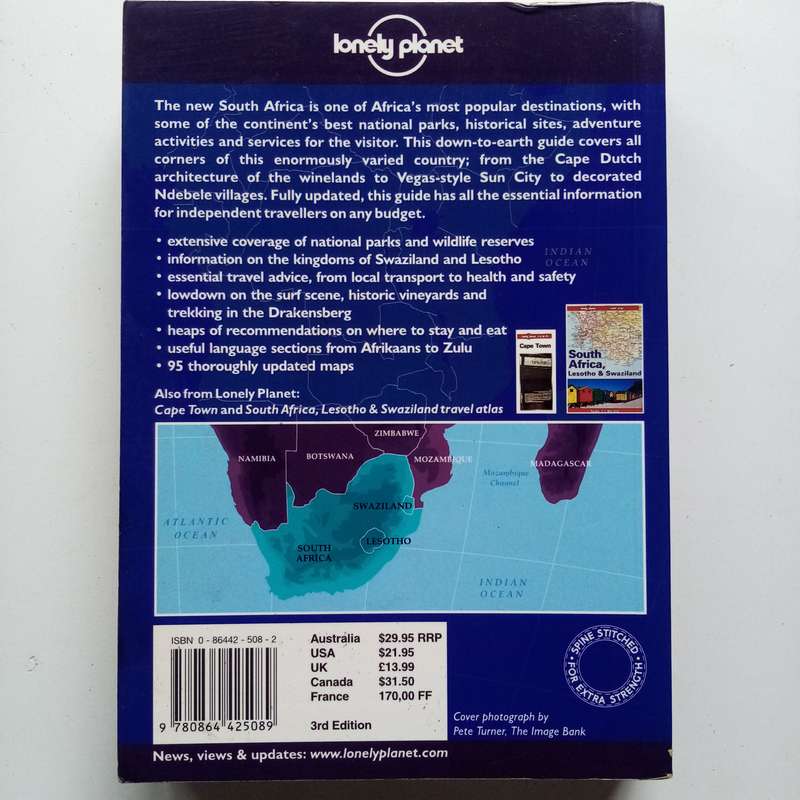 lonely planet
The new South Africa is one of Africa's most popular destinations, with
some of the continent's best national parks, historical sites, adventure
activities and services for the visitor. This down-to-earth guide covers all
corners of this enormously varied country; from the Cape Dutch
architecture of the winelands to Vegas-style Sun City to decorated
Ndebele villages. Fully updated, this guide has all the essential information
for independent travellers on any budget.
• extensive coverage of national parks and wildlife reserves
• information on the kingdoms of Swaziland and Lesotho
• essential travel advice, from local transport to health and safety
• lowdown on the surf scene, historic vineyards and
trekking in the Drakensberg
• heaps of recommendations on where to stay and eat
• useful language sections from Afrikaans to Zulu
• 95 thoroughly updated maps
INDIAN
OCEAN
Cape Town
South
Africa,
Lesotho & Swaziland
Also from Lonely Planet:
Cape Town and South Africa, Lesotho & Swaziland travel atlas
ZIMBABWE
NAMIBIA
BOTSWANA
MOZAMBIQUE
MADAGASCAR
Mozambique
Channel
SWAZILAND
ATLANTIC
OCEAN
LESOTHO
SOUTH
AFRICA
INDIAN
OCEAN
ISBN 0 - 86442 - 508 - 2
9 780864 425089
Australia $29.95 RRP
USA $21.95
UK £13.99
Canada $31.50
France 170,00 FF
3rd Edition
• SPINE STITCHED •
FOR EXTRA STRENGTH
Cover photograph by
Pete Turner, The Image Bank
News, views & updates: www.lonelyplanet.com